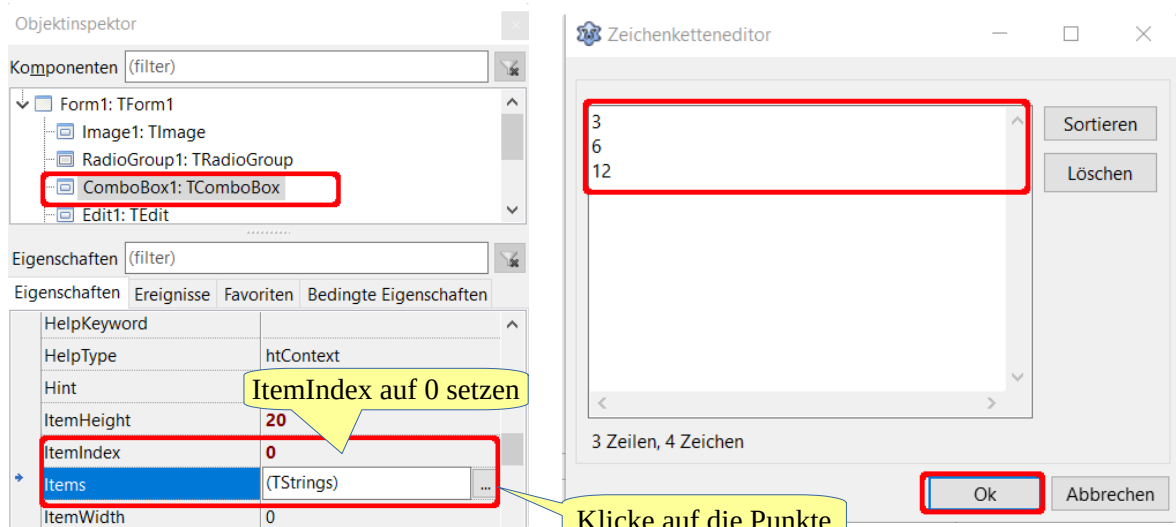 Objektinspektor
Komponenten (filter)
Form1: TForm1
Image1: TImage
RadioGroup1: TRadioGroup
ComboBox1: TComboBox
Edit1: TEdit
Eigenschaften (filter)
Eigenschaften Ereignisse Favoriten Bedingte Eigenschaften
HelpKeyword
HelpType htContext
Hint
ItemIndex auf 0 setzen
ItemHeight 20
ItemIndex 0
Items (TStrings) ...
ItemWidth 0
Klicke auf die Punkte
Zeichenketteneditor
3
6
12
Sortieren
Löschen
3 Zeilen, 4 Zeichen
Ok Abbrechen